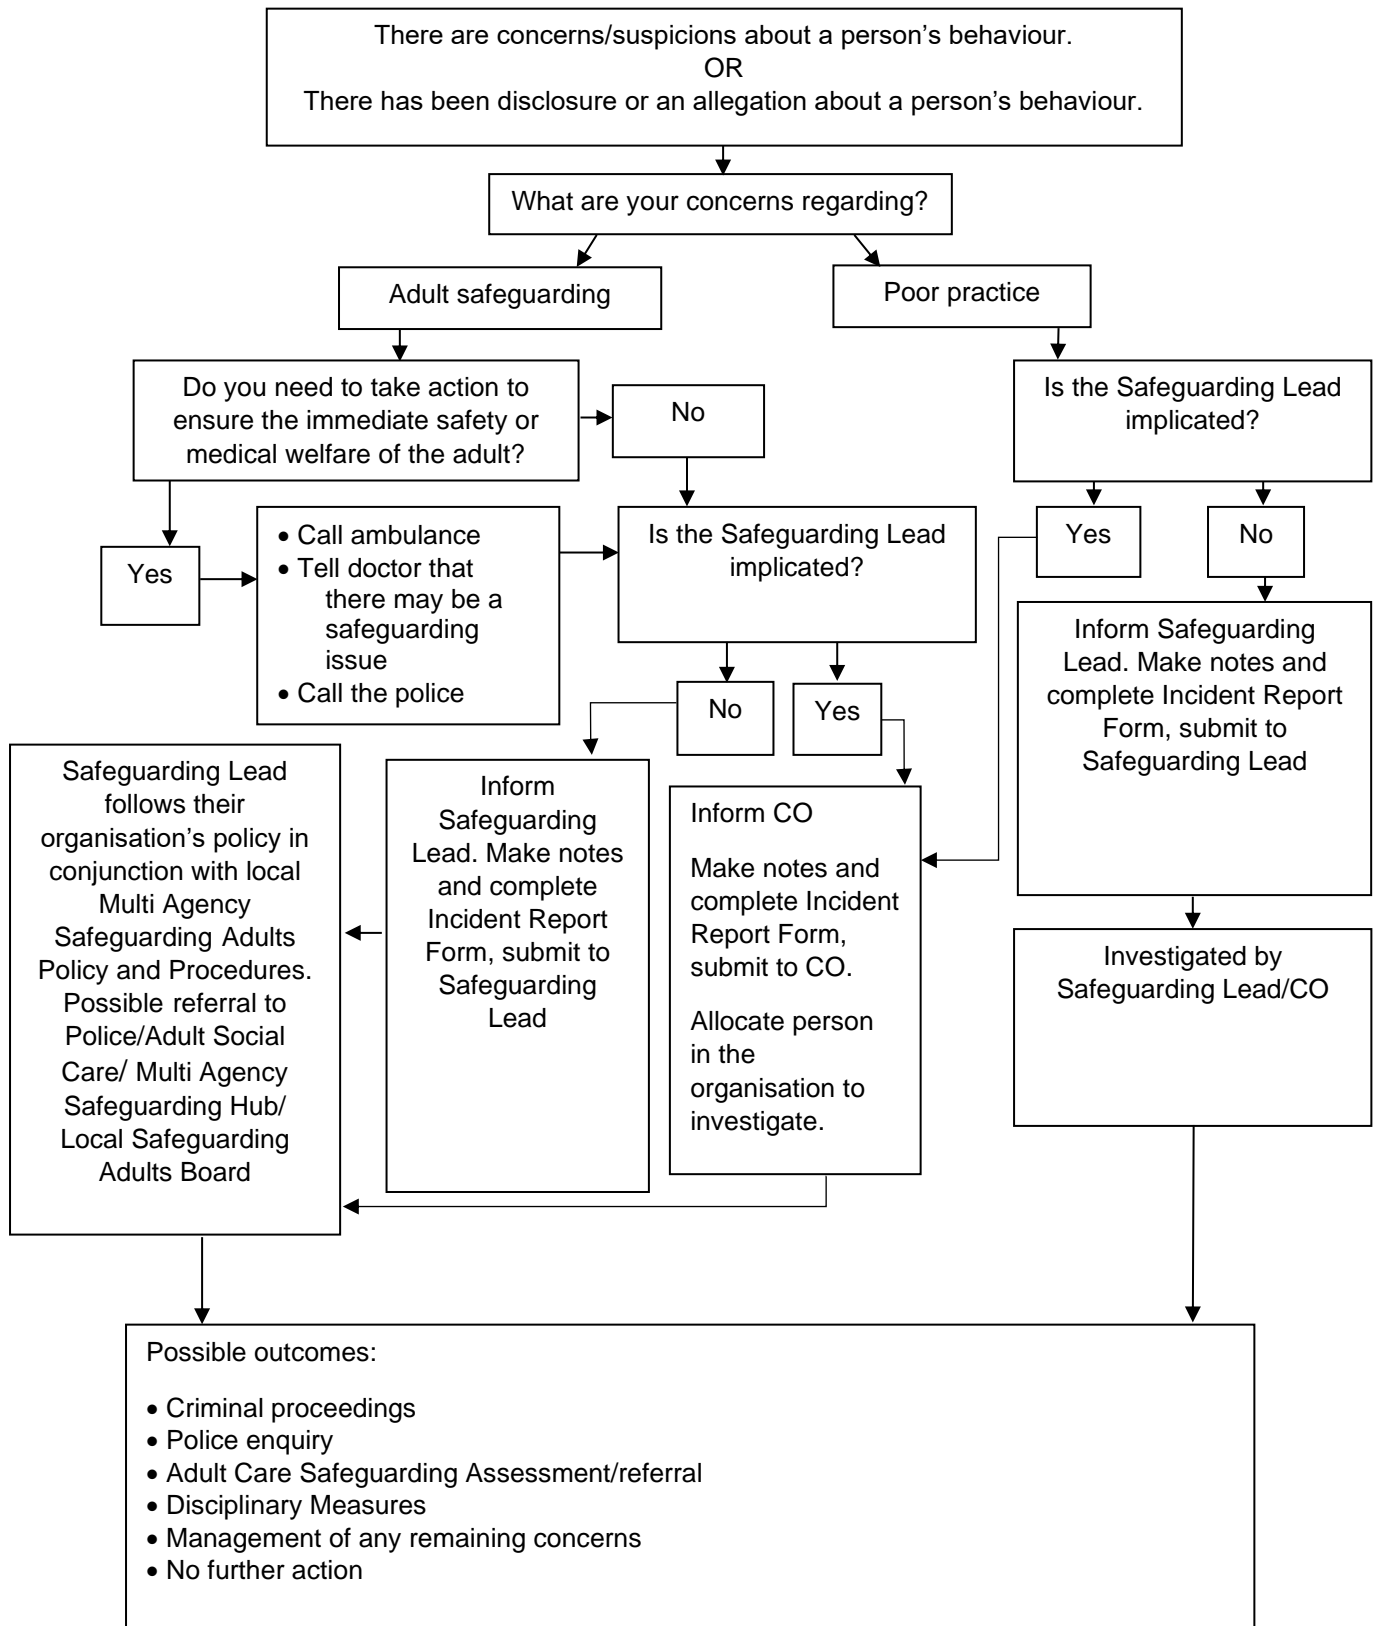 There are concerns/suspicions about a person’s behaviour.
OR
There has been disclosure or an allegation about a person’s behaviour.
What are your concerns regarding?
Adult safeguarding
Poor practice
Do you need to take action to
ensure the immediate safety or
medical welfare of the adult?
No
Is the Safeguarding Lead
implicated?
Yes
• Call ambulance
• Tell doctor that
there may be a
safeguarding
issue
• Call the police
Is the Safeguarding Lead
implicated?
Yes
No
No
Yes
Inform Safeguarding
Lead. Make notes and
complete Incident Report
Form, submit to
Safeguarding Lead
Safeguarding Lead
follows their
organisation’s policy in
conjunction with local
Multi Agency
Safeguarding Adults
Policy and Procedures.
Possible referral to
Police/Adult Social
Care/ Multi Agency
Safeguarding Hub/
Local Safeguarding
Adults Board
Inform
Safeguarding
Lead. Make notes
and complete
Incident Report
Form, submit to
Safeguarding
Lead
Inform CO
Make notes and
complete Incident
Report Form,
submit to CO.
Allocate person
in the
organisation to
investigate.
Investigated by
Safeguarding Lead/CO
Possible outcomes:
• Criminal proceedings
• Police enquiry
• Adult Care Safeguarding Assessment/referral
• Disciplinary Measures
• Management of any remaining concerns
• No further action